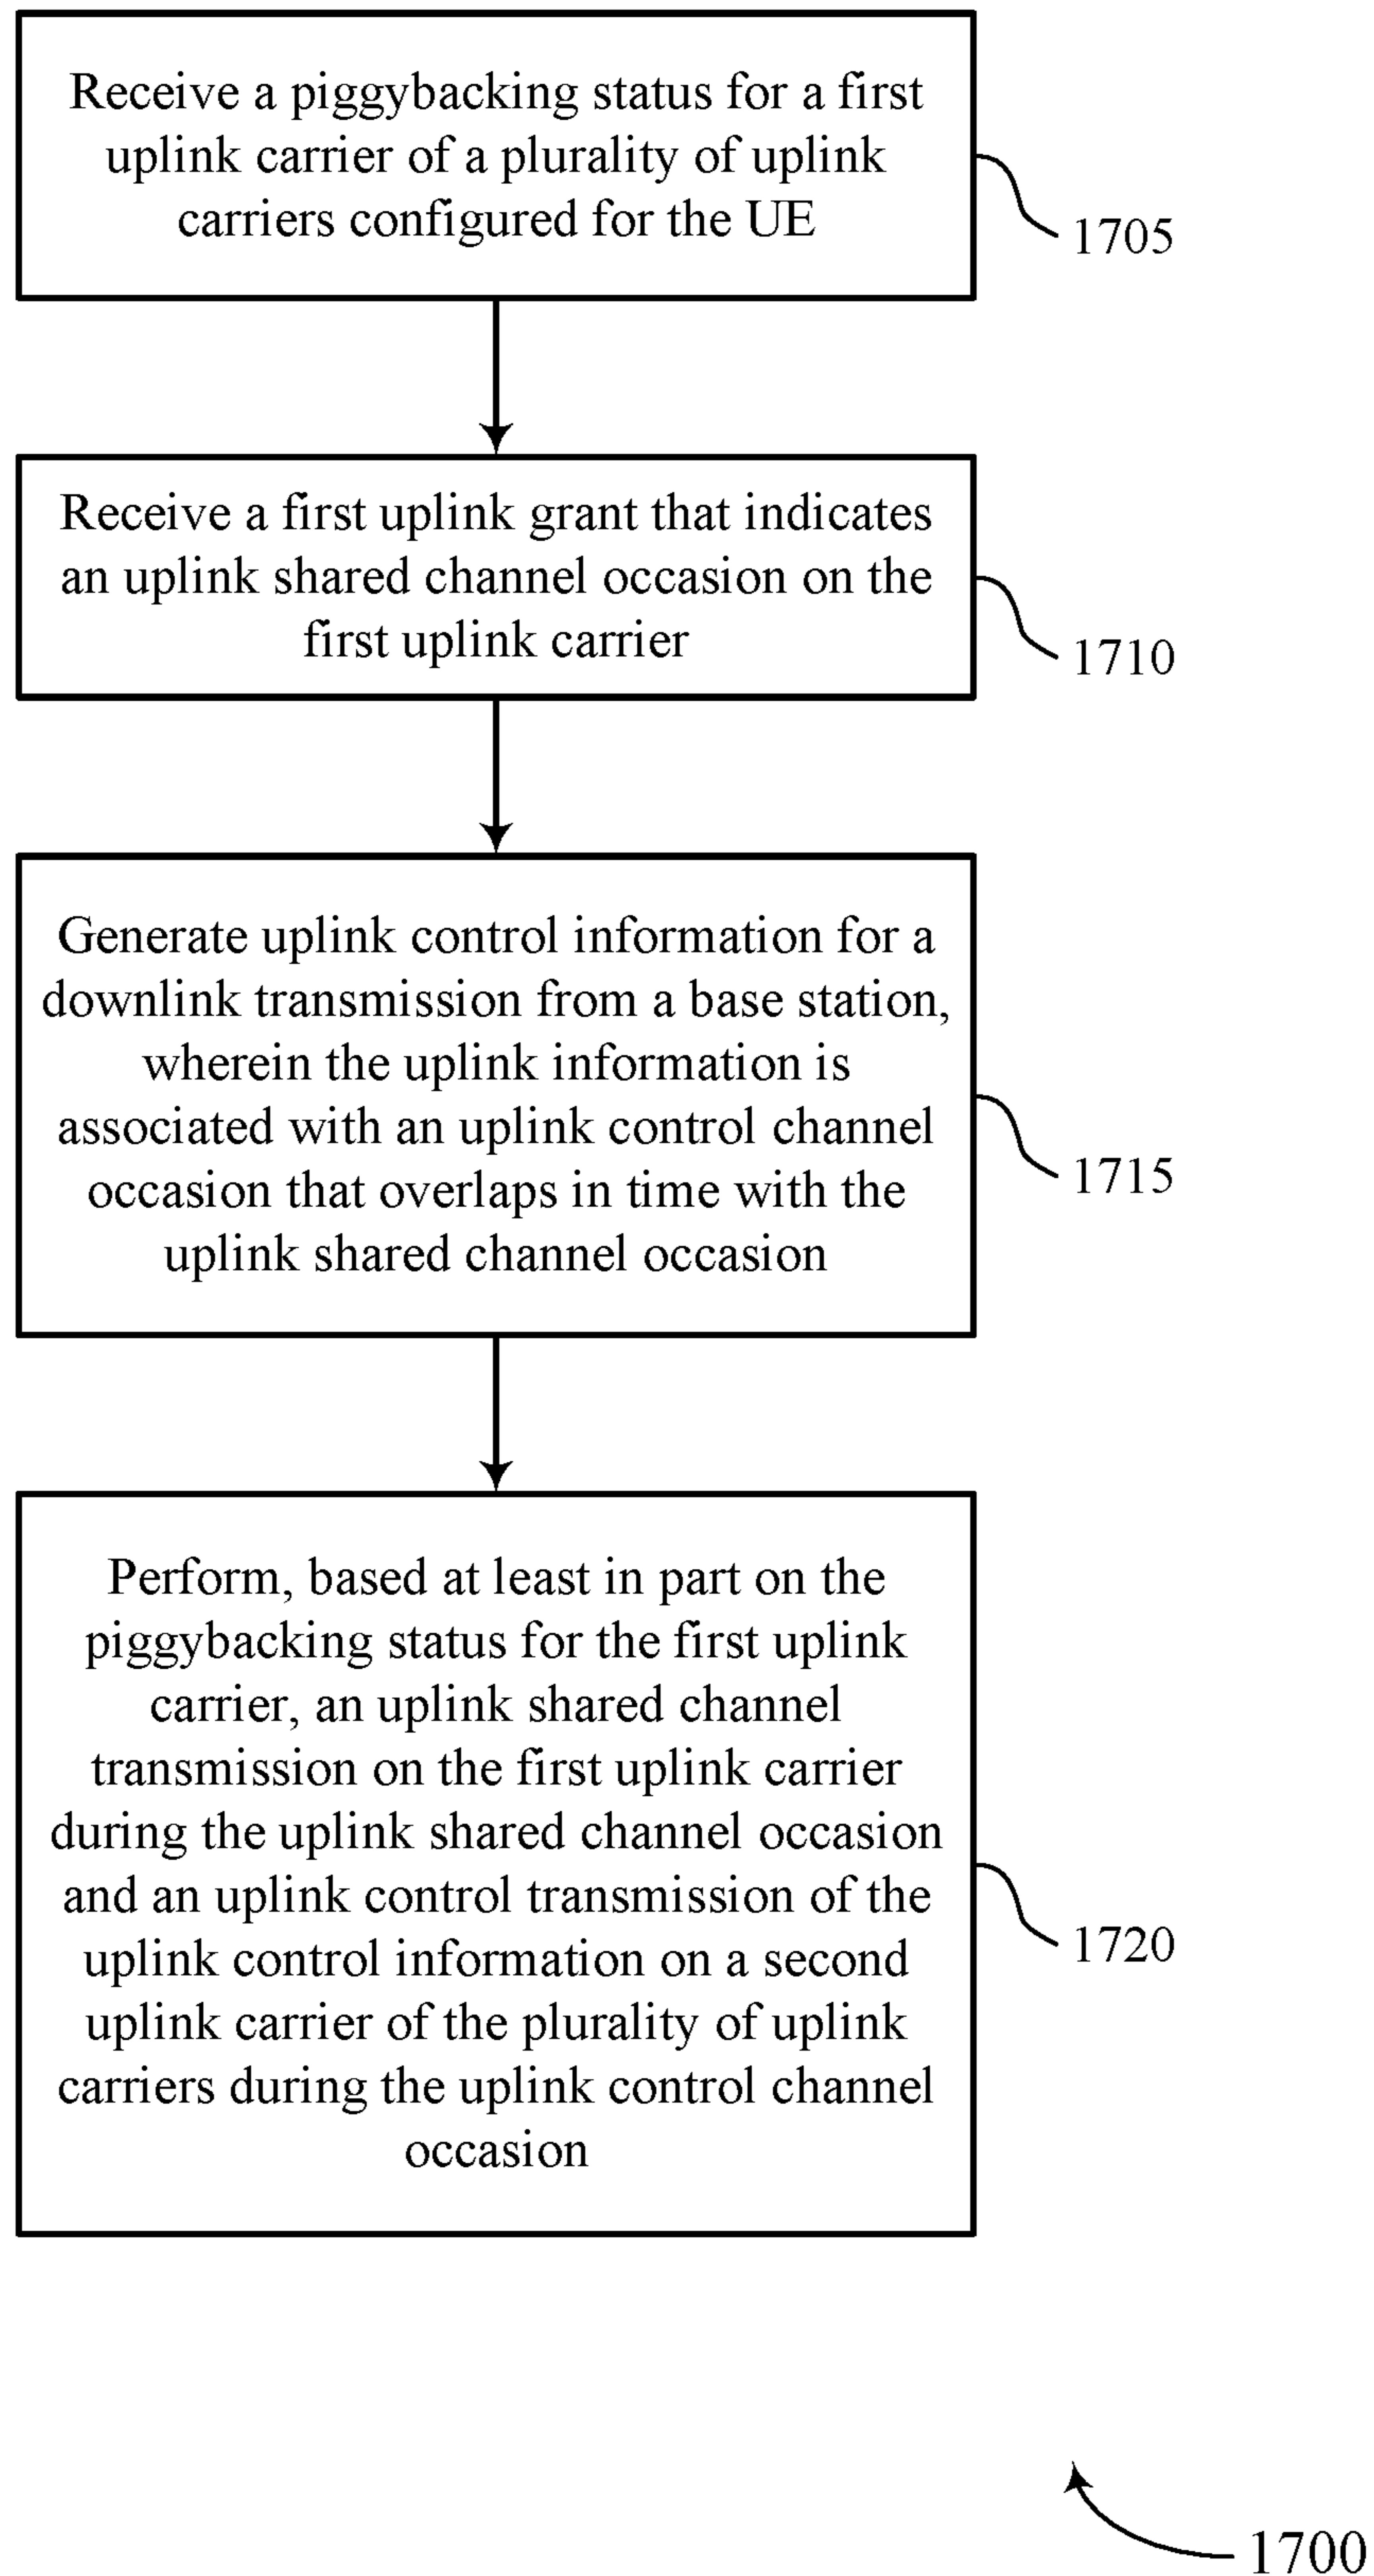 Receive a piggybacking status for a first
uplink carrier of a plurality of uplink
carriers configured for the UE
1705
Receive a first uplink grant that indicates
an uplink shared channel occasion on the
first uplink carrier
1710
Generate uplink control information for a
downlink transmission from a base station,
wherein the uplink information is
associated with an uplink control channel
occasion that overlaps in time with the
uplink shared channel occasion
1715
Perform, based at least in part on the
piggybacking status for the first uplink
carrier, an uplink shared channel
transmission on the first uplink carrier
during the uplink shared channel occasion
and an uplink control transmission of the
uplink control information on a second
uplink carrier of the plurality of uplink
carriers during the uplink control channel
occasion
1720
1700